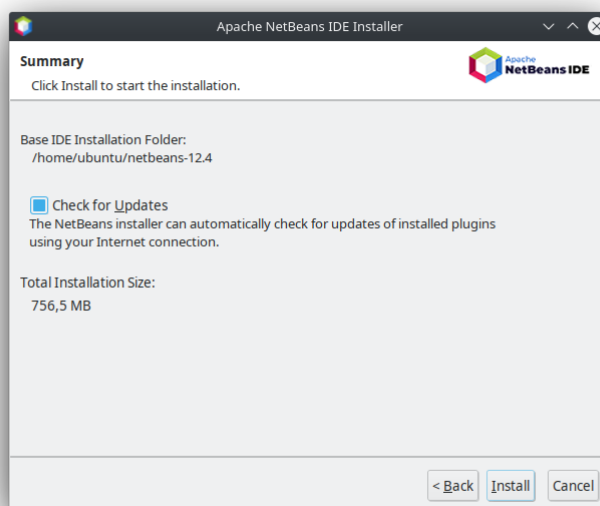 Apache NetBeans IDE Installer
Summary
Click Install to start the installation.
Apache
NetBeans IDE
Base IDE Installation Folder:
/home/ubuntu/netbeans-12.4
Check for Updates
The NetBeans installer can automatically check for updates of installed plugins
using your Internet connection.
Total Installation Size:
756,5 MB
< Back Install Cancel